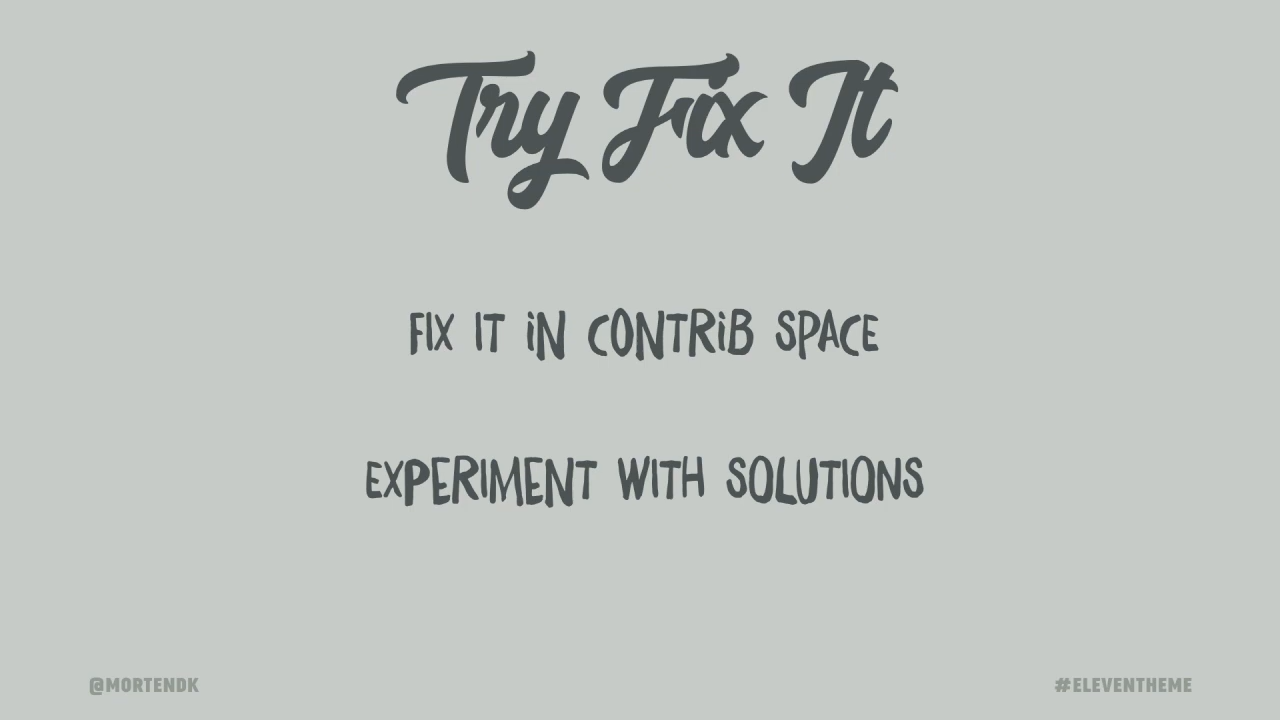 Try Fix It
FIX IT iN CONTRiB SPACE
EXPERIMENT WITH SOLUTIONS
@MORTENDK
#ELEVENTHEME